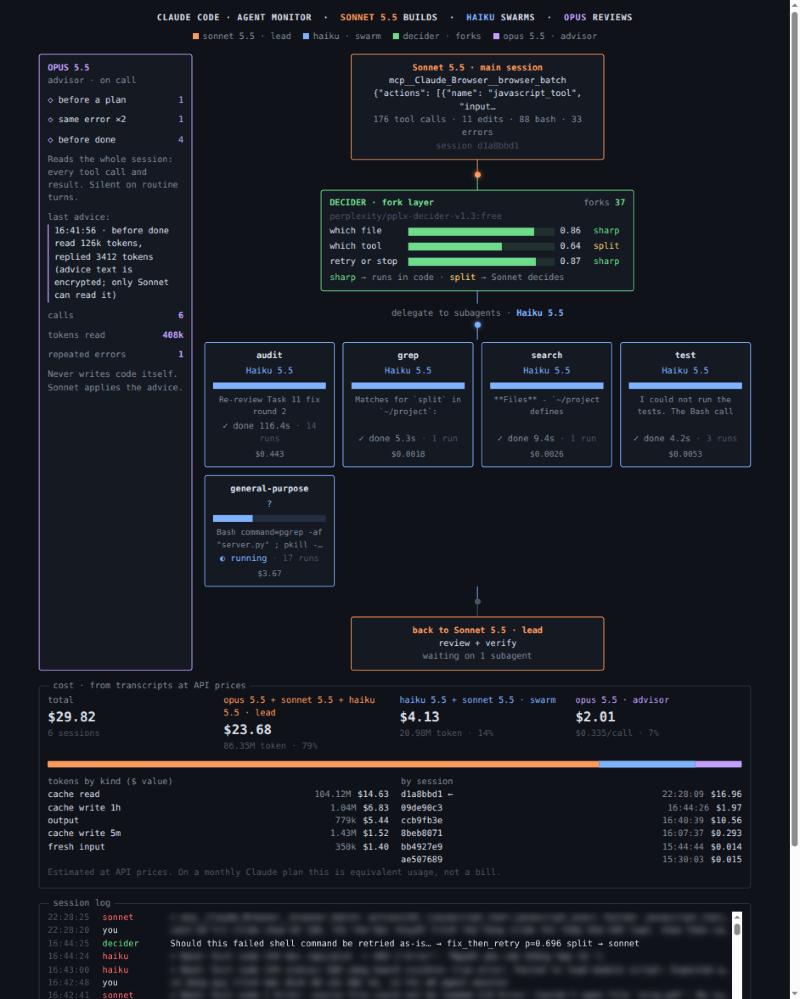 CLAUDE CODE · AGENT MONITOR · SONNET 5.5 BUILDS · HAIKU SWARMS · OPUS REVIEWS
sonnet 5.5 · lead haiku · swarm decider · forks opus 5.5 · advisor
OPUS 5.5
advisor · on call
◇ before a plan 1
◇ same error ×2 1
◇ before done 4
Reads the whole session:
every tool call and
result. Silent on routine
turns.
last advice:
16:41:56 · before done
read 126k tokens,
replied 3412 tokens
(advice text is
encrypted; only Sonnet
can read it)
calls 6
tokens read 408k
repeated errors 1
Never writes code itself.
Sonnet applies the advice.
Sonnet 5.5 · main session
mcp__Claude_Browser__browser_batch
{"actions": [{"name": "javascript_tool",
"input…
176 tool calls · 11 edits · 88 bash · 33
errors
session d1a8bbd1
DECIDER · fork layer forks 37
perplexity/pplx-decider-v1.3:free
which file 0.86 sharp
which tool 0.64 split
retry or stop 0.87 sharp
sharp → runs in code · split → Sonnet decides
delegate to subagents · Haiku 5.5
audit
Haiku 5.5
Re-review Task 11 fix
round 2
✓ done 116.4s · 14
runs
$0.443
grep
Haiku 5.5
Matches for `split` in
`~/project`:
✓ done 5.3s · 1 run
$0.0018
search
Haiku 5.5
**Files** - `~/project
defines
✓ done 9.4s · 1 run
$0.0026
test
Haiku 5.5
I could not run the
tests. The Bash call
✓ done 4.2s · 3 runs
$0.0053
general-purpose
?
Bash command=pgrep -af
"server.py" ; pkill -…
◐ running · 17 runs
$3.67
back to Sonnet 5.5 · lead
review + verify
waiting on 1 subagent
cost · from transcripts at API prices
total
$29.82
6 sessions
opus 5.5 + sonnet 5.5 + haiku
5.5 · lead
$23.68
86.35M token · 79%
haiku 5.5 + sonnet 5.5 · swarm
$4.13
20.98M token · 14%
opus 5.5 · advisor
$2.01
$0.335/call · 7%
tokens by kind ($ value)
cache read 104.12M $14.63
cache write 1h 1.04M $6.83
output 779k $5.44
cache write 5m 1.43M $1.52
fresh input 350k $1.40
by session
d1a8bbd1 ← 22:28:09 $16.96
09de90c3 16:44:26 $1.97
ccb9fb3e 16:40:39 $10.56
8beb8071 16:07:37 $0.293
bb4927e9 15:44:44 $0.014
ae507689 15:30:03 $0.015
Estimated at API prices. On a monthly Claude plan this is equivalent usage, not a bill.
session log
22:28:25 sonnet
22:28:20 you
16:44:25 decider Should this failed shell command be retried as-is… → fix_then_retry p=0.696 split → sonnet
16:44:24 haiku
16:43:00 haiku
16:42:48 you
16:42:41 sonnet